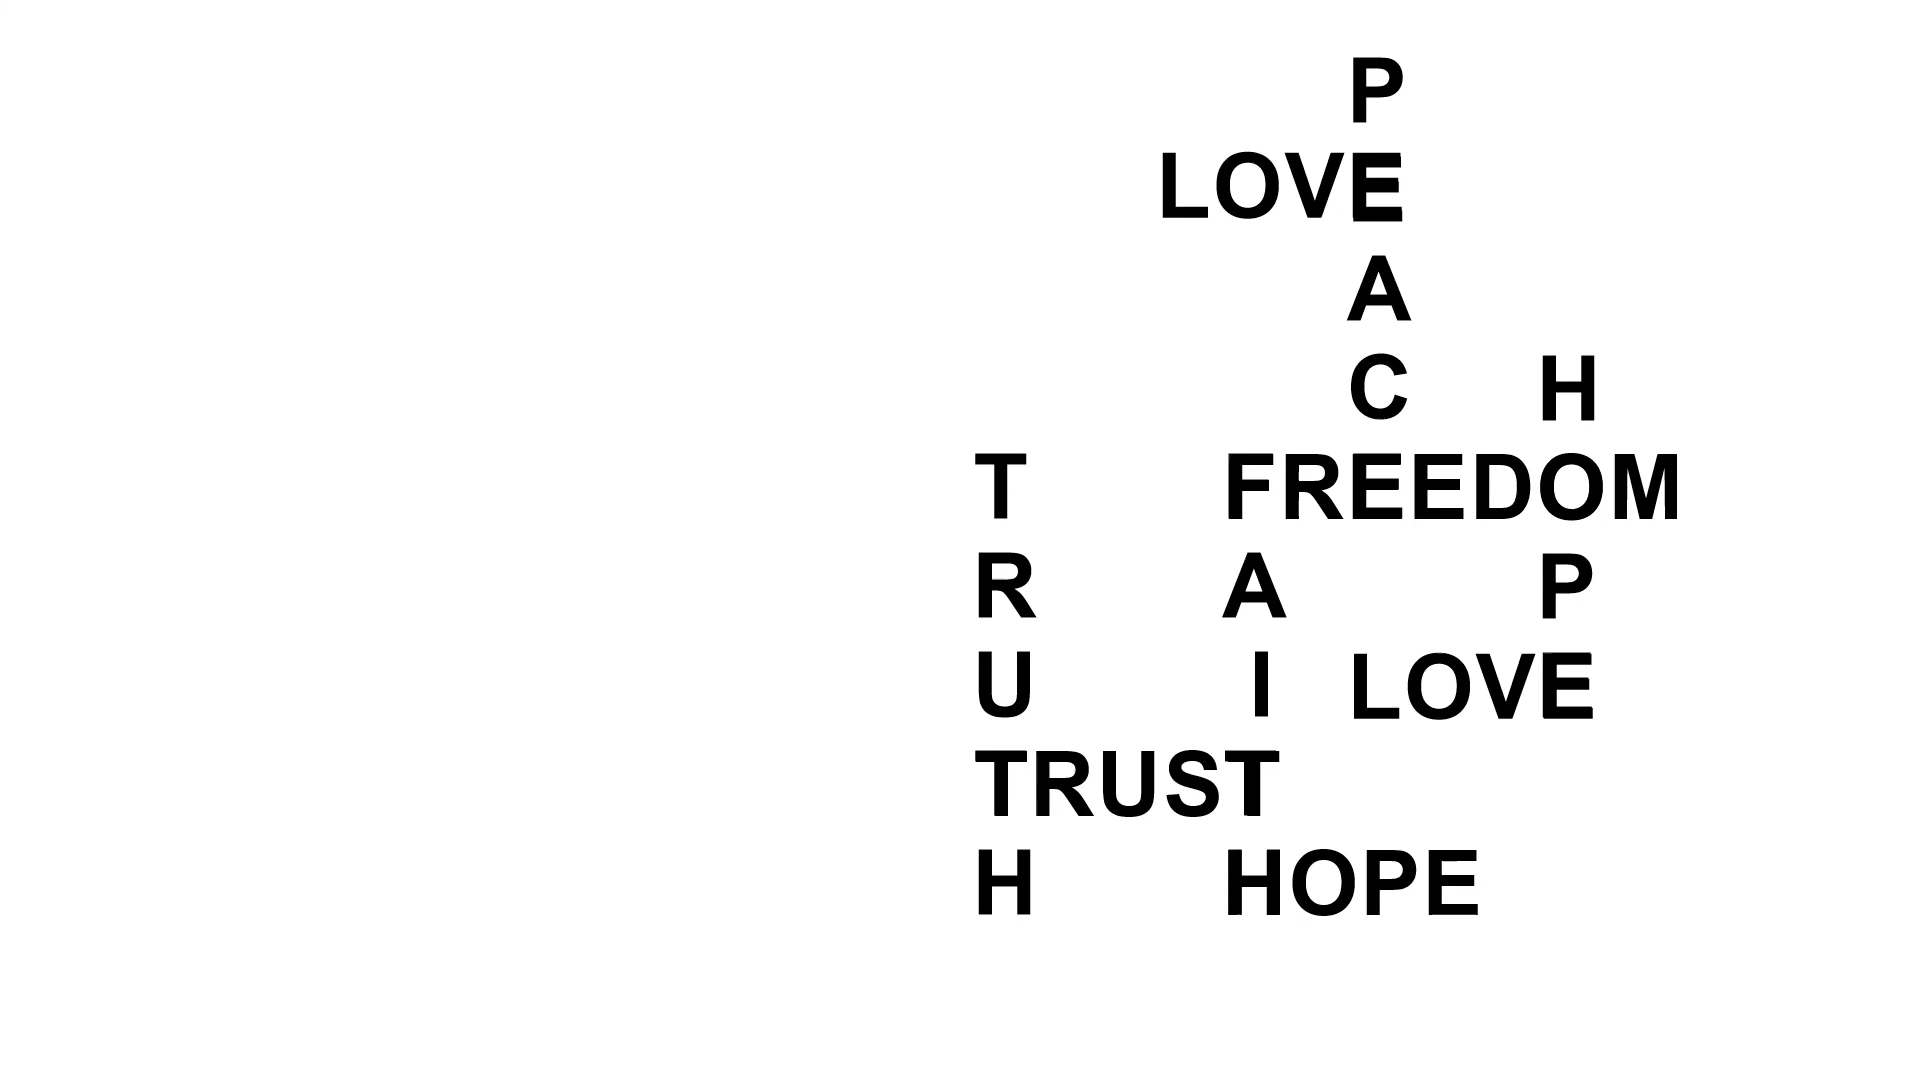 P
LOVE
A
C H
T FREEDOM
R A P
U I LOVE
TRUST
H HOPE